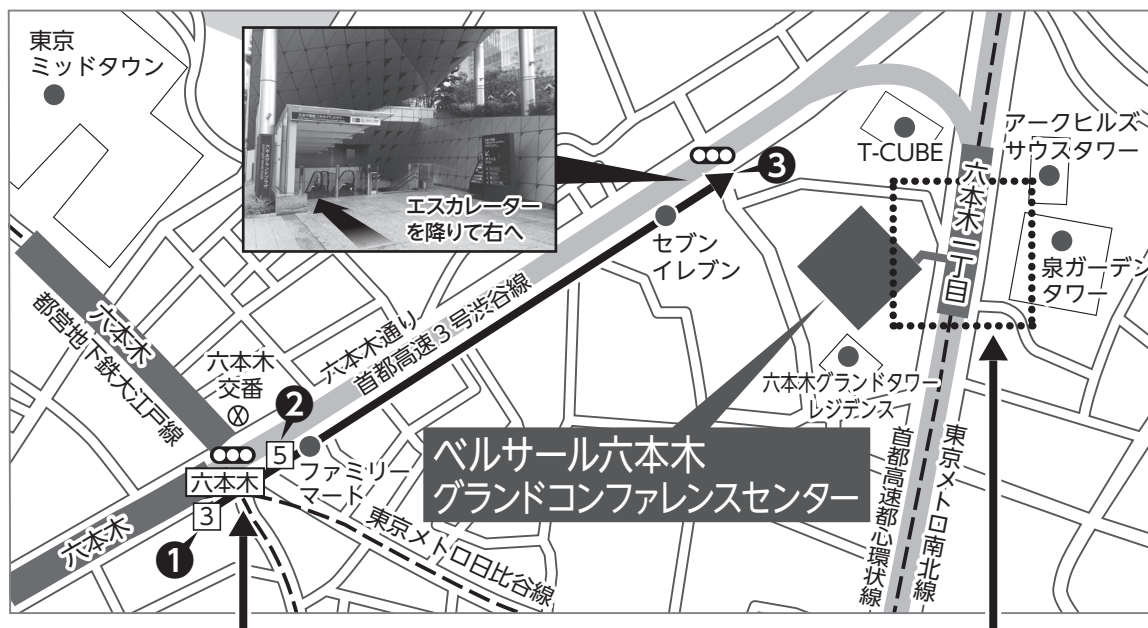 東京
ミッドタウン
エスカレーター
を降りて右へ
❸
T-CUBE
アークヒルズ
サウスタワー
六本木一丁目
セブン
イレブン
泉ガーデン
タワー
六本木
都営地下鉄大江戸線
六本木通り
首都高速3号渋谷線
六本木
交番
❷
5
ファミリー
マート
六本木グランドタワー
レジデンス
ベルサール六本木
グランドコンファレンスセンター
六本木
3
❶
六本木
東京メトロ日比谷線
首都高速都心環状線
東京メトロ南北線